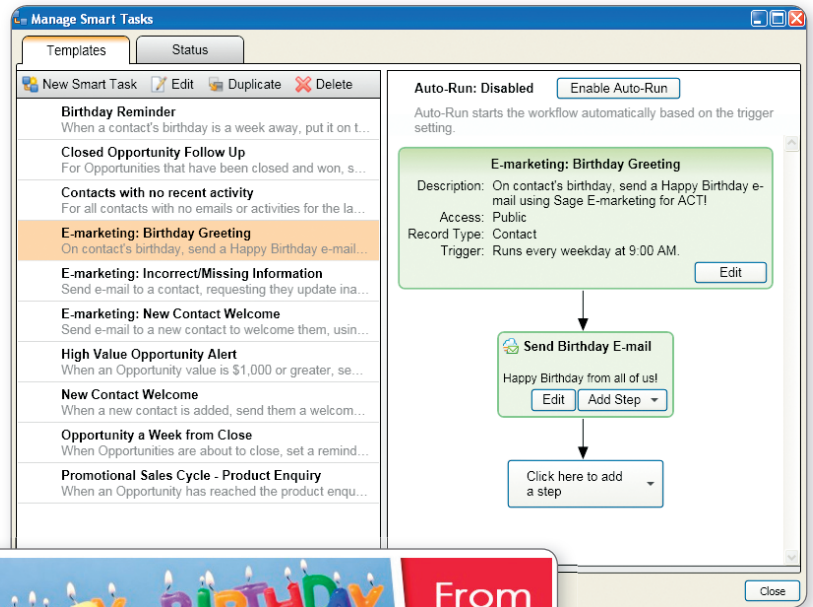 Manage Smart Tasks
Templates
Status
New Smart Task
Edit
Duplicate
Delete
Birthday Reminder
When a contact's birthday is a week away, put it on t...
Closed Opportunity Follow Up
For Opportunities that have been closed and won, s...
Contacts with no recent activity
For all contacts with no emails or activities for the la...
E-marketing: Birthday Greeting
On contact's birthday, send a Happy Birthday e-mail...
E-marketing: Incorrect/Missing Information
Send e-mail to a contact, requesting they update ina...
E-marketing: New Contact Welcome
Send e-mail to a new contact to welcome them, usin...
High Value Opportunity Alert
When an Opportunity value is $1,000 or greater, se...
New Contact Welcome
When a new contact is added, send them a welcom...
Opportunity a Week from Close
When Opportunities are about to close, set a remind...
Promotional Sales Cycle - Product Enquiry
When an Opportunity has reached the product enqu...
Auto-Run: Disabled
Enable Auto-Run
Auto-Run starts the workflow automatically based on the trigger
setting.
E-marketing: Birthday Greeting
Description: On contact's birthday, send a Happy Birthday e-
mail using Sage E-marketing for ACT!
Access: Public
Record Type: Contact
Trigger: Runs every weekday at 9:00 AM.
Edit
Send Birthday E-mail
Happy Birthday from all of us!
Edit
Add Step
Click here to add
a step
Close
BIRTHDAY
From